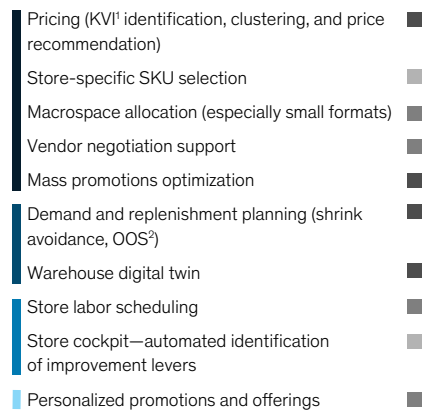 Pricing (KVI¹ identification, clustering, and price
recommendation)
Store-specific SKU selection
Macrospace allocation (especially small formats)
Vendor negotiation support
Mass promotions optimization
Demand and replenishment planning (shrink
avoidance, OOS²)
Warehouse digital twin
Store labor scheduling
Store cockpit—automated identification
of improvement levers
Personalized promotions and offerings